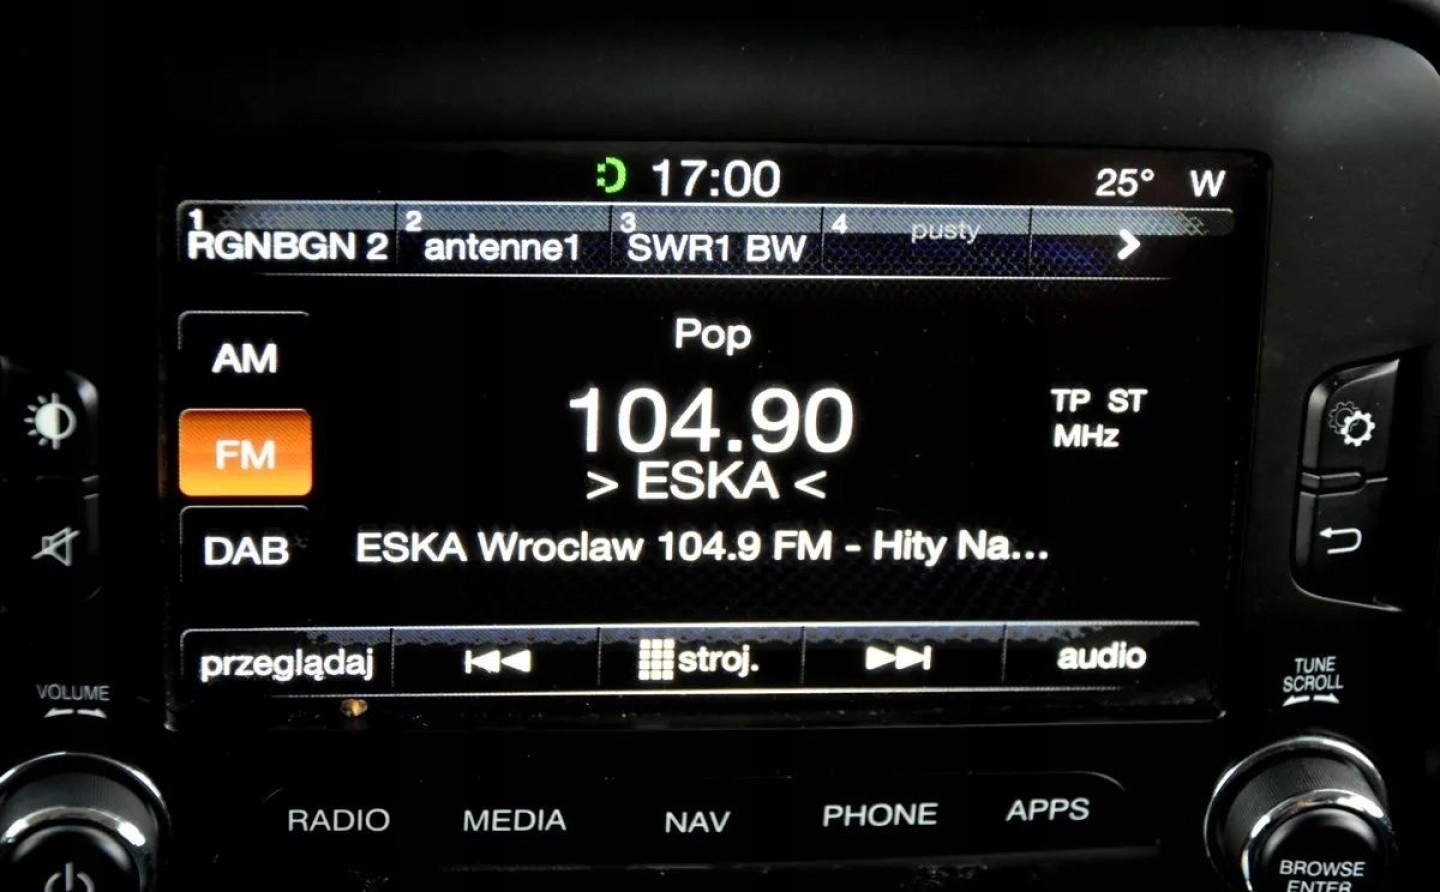 17:00
25° W
1 2 3 4 pusty
RGNBGN 2 antenne1 SWR1 BW
AM
Pop
104.90
TP ST
MHz
FM
> ESKA <
DAB
ESKA Wroclaw 104.9 FM - Hity Na...
przeglądaj stroj. audio
VOLUME
TUNE
SCROLL
RADIO MEDIA NAV PHONE APPS
BROWSE
ENTER